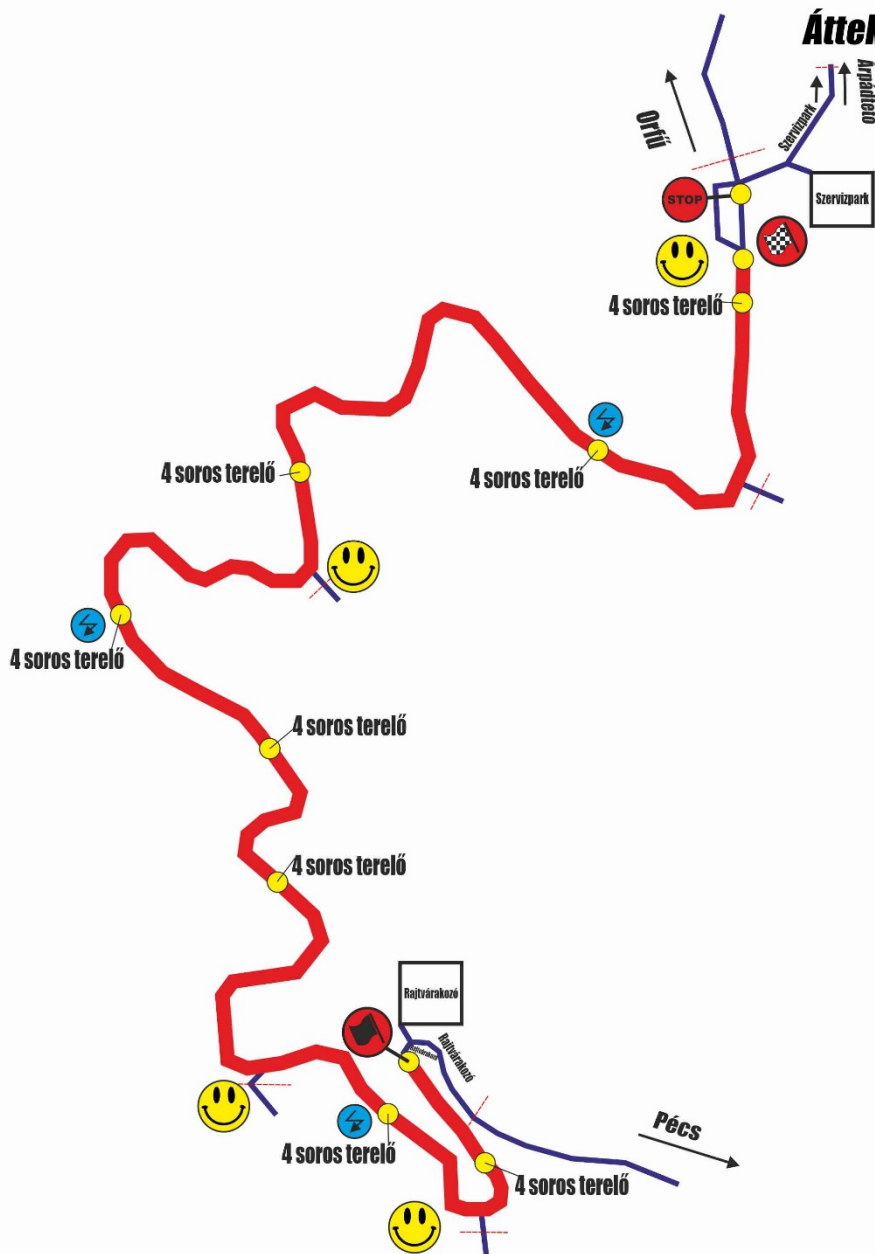 Áttek
Árpádtető
Szervizpark
Orfű
Szervizpark
STOP
4 soros terelő
4 soros terelő
4 soros terelő
4 soros terelő
4 soros terelő
4 soros terelő
Rajtvárakozó
Rajtvárakozó
Pécs
4 soros terelő
4 soros terelő